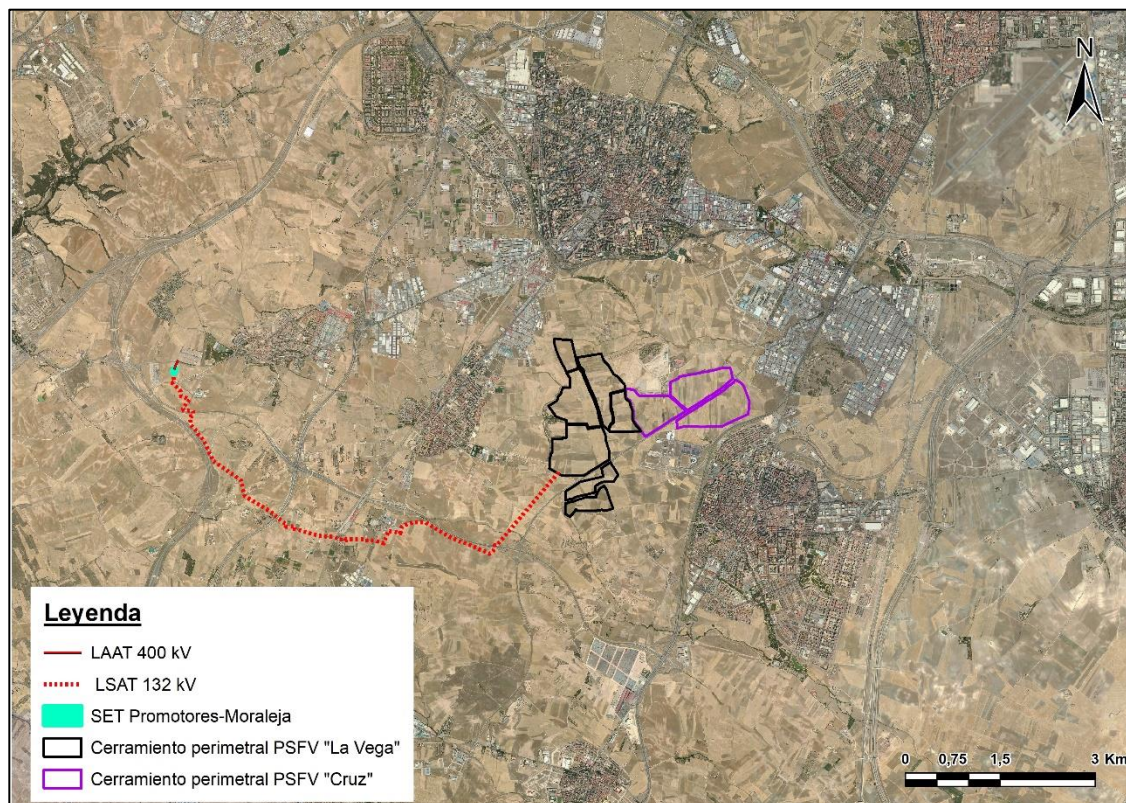 N
Leyenda
LAAT 400 kV
LSAT 132 kV
SET Promotores-Moraleja
Cerramiento perimetral PSFV "La Vega"
Cerramiento perimetral PSFV "Cruz"
0 0,75 1,5 3 Km